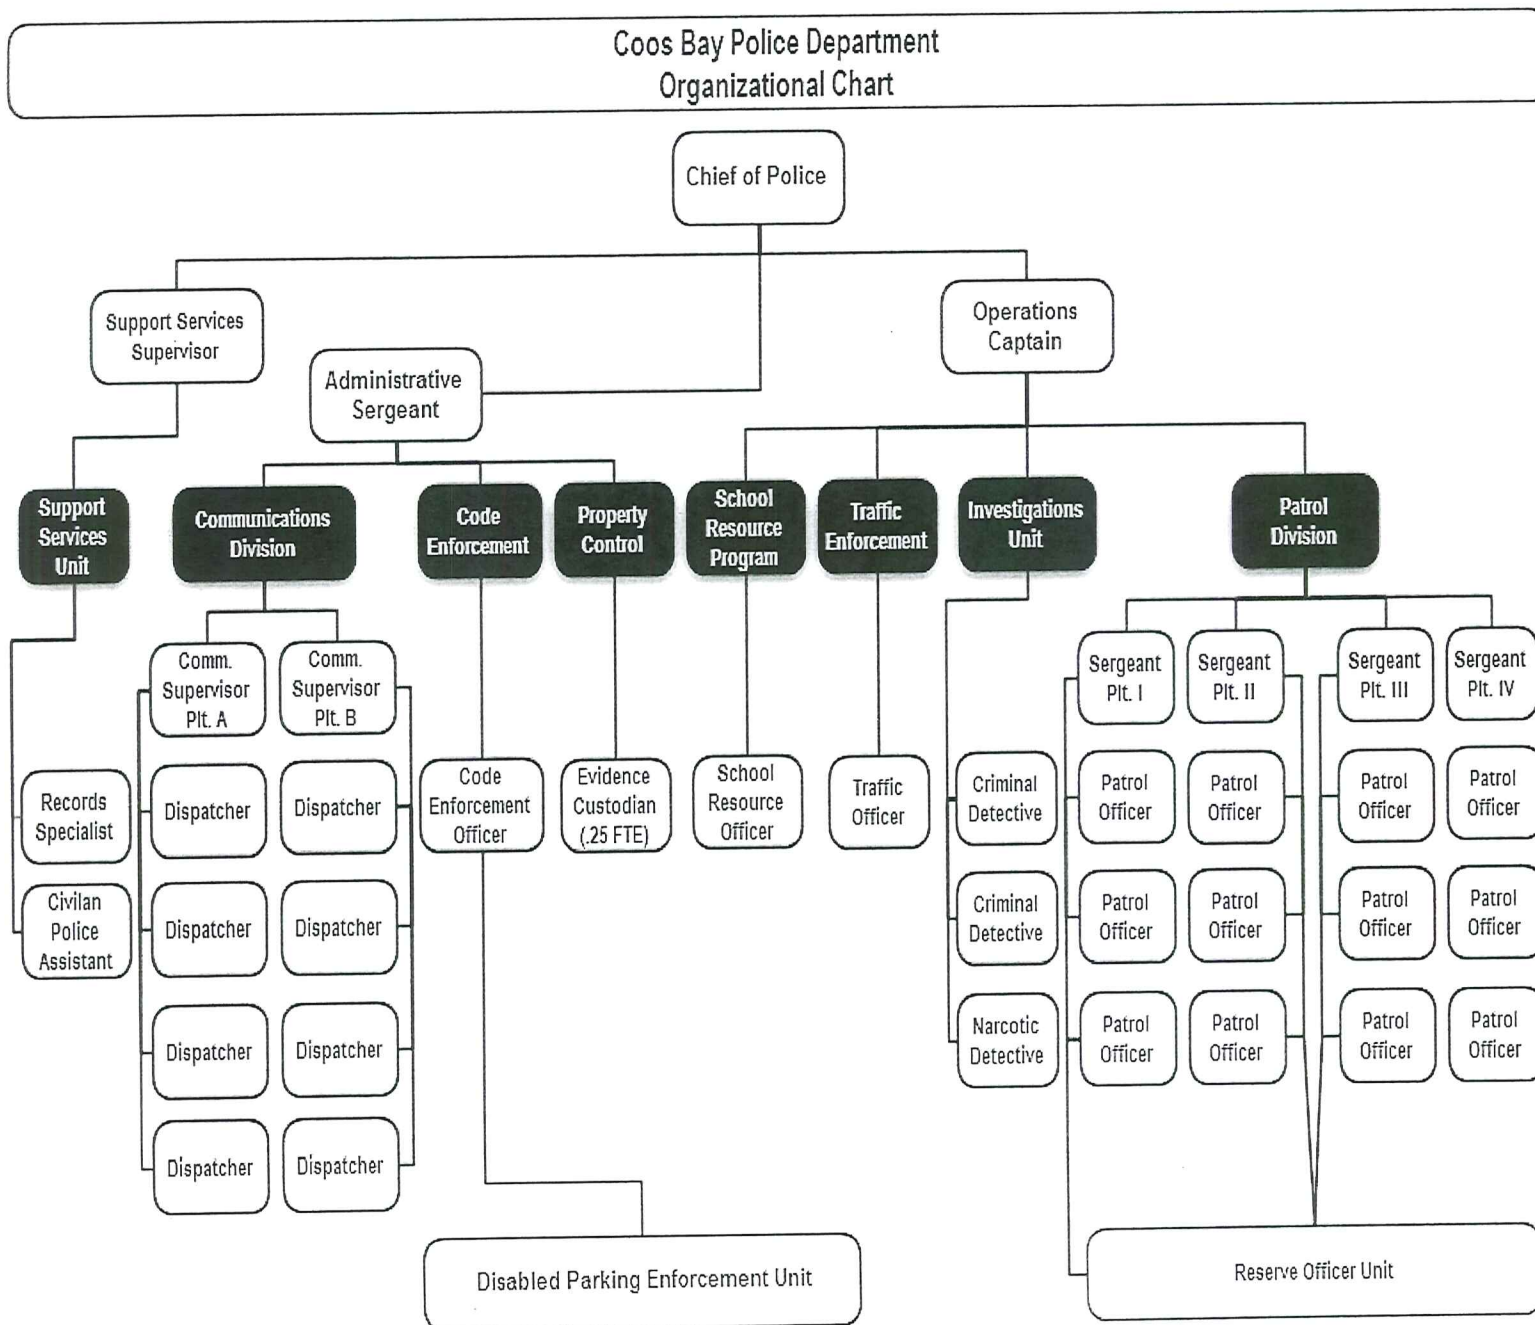 Coos Bay Police Department
Organizational Chart
Chief of Police
Support Services
Supervisor
Operations
Captain
Administrative
Sergeant
Support
Services
Unit
Communications
Division
Code
Enforcement
Property
Control
School
Resource
Program
Traffic
Enforcement
Investigations
Unit
Patrol
Division
Comm.
Supervisor
Plt. A
Comm.
Supervisor
Plt. B
Sergeant
Plt. I
Sergeant
Plt. II
Sergeant
Plt. III
Sergeant
Plt. IV
Records
Specialist
Dispatcher
Dispatcher
Code
Enforcement
Officer
Evidence
Custodian
(.25 FTE)
School
Resource
Officer
Traffic
Officer
Criminal
Detective
Patrol
Officer
Patrol
Officer
Patrol
Officer
Patrol
Officer
Civilan
Police
Assistant
Dispatcher
Dispatcher
Criminal
Detective
Patrol
Officer
Patrol
Officer
Patrol
Officer
Patrol
Officer
Dispatcher
Dispatcher
Narcotic
Detective
Patrol
Officer
Patrol
Officer
Patrol
Officer
Patrol
Officer
Dispatcher
Dispatcher
Disabled Parking Enforcement Unit
Reserve Officer Unit